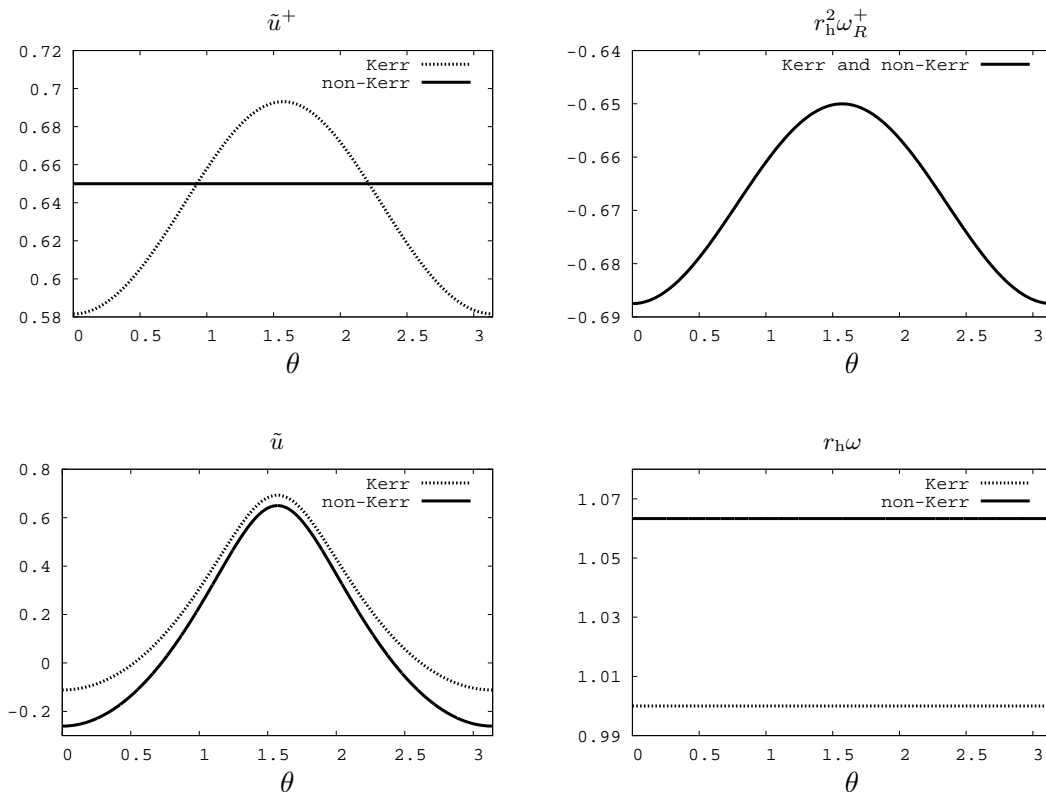 ũ⁺
0.72
0.7
0.68
0.66
0.64
0.62
0.6
0.58
Kerr
non-Kerr
0 0.5 1 1.5 2 2.5 3
θ
r_h^2 ω_R^+
-0.64
-0.65
-0.66
-0.67
-0.68
-0.69
Kerr and non-Kerr
0 0.5 1 1.5 2 2.5 3
θ
ũ
0.8
0.6
0.4
0.2
0
-0.2
Kerr
non-Kerr
0 0.5 1 1.5 2 2.5 3
θ
r_h ω
1.07
1.05
1.03
1.01
0.99
Kerr
non-Kerr
0 0.5 1 1.5 2 2.5 3
θ